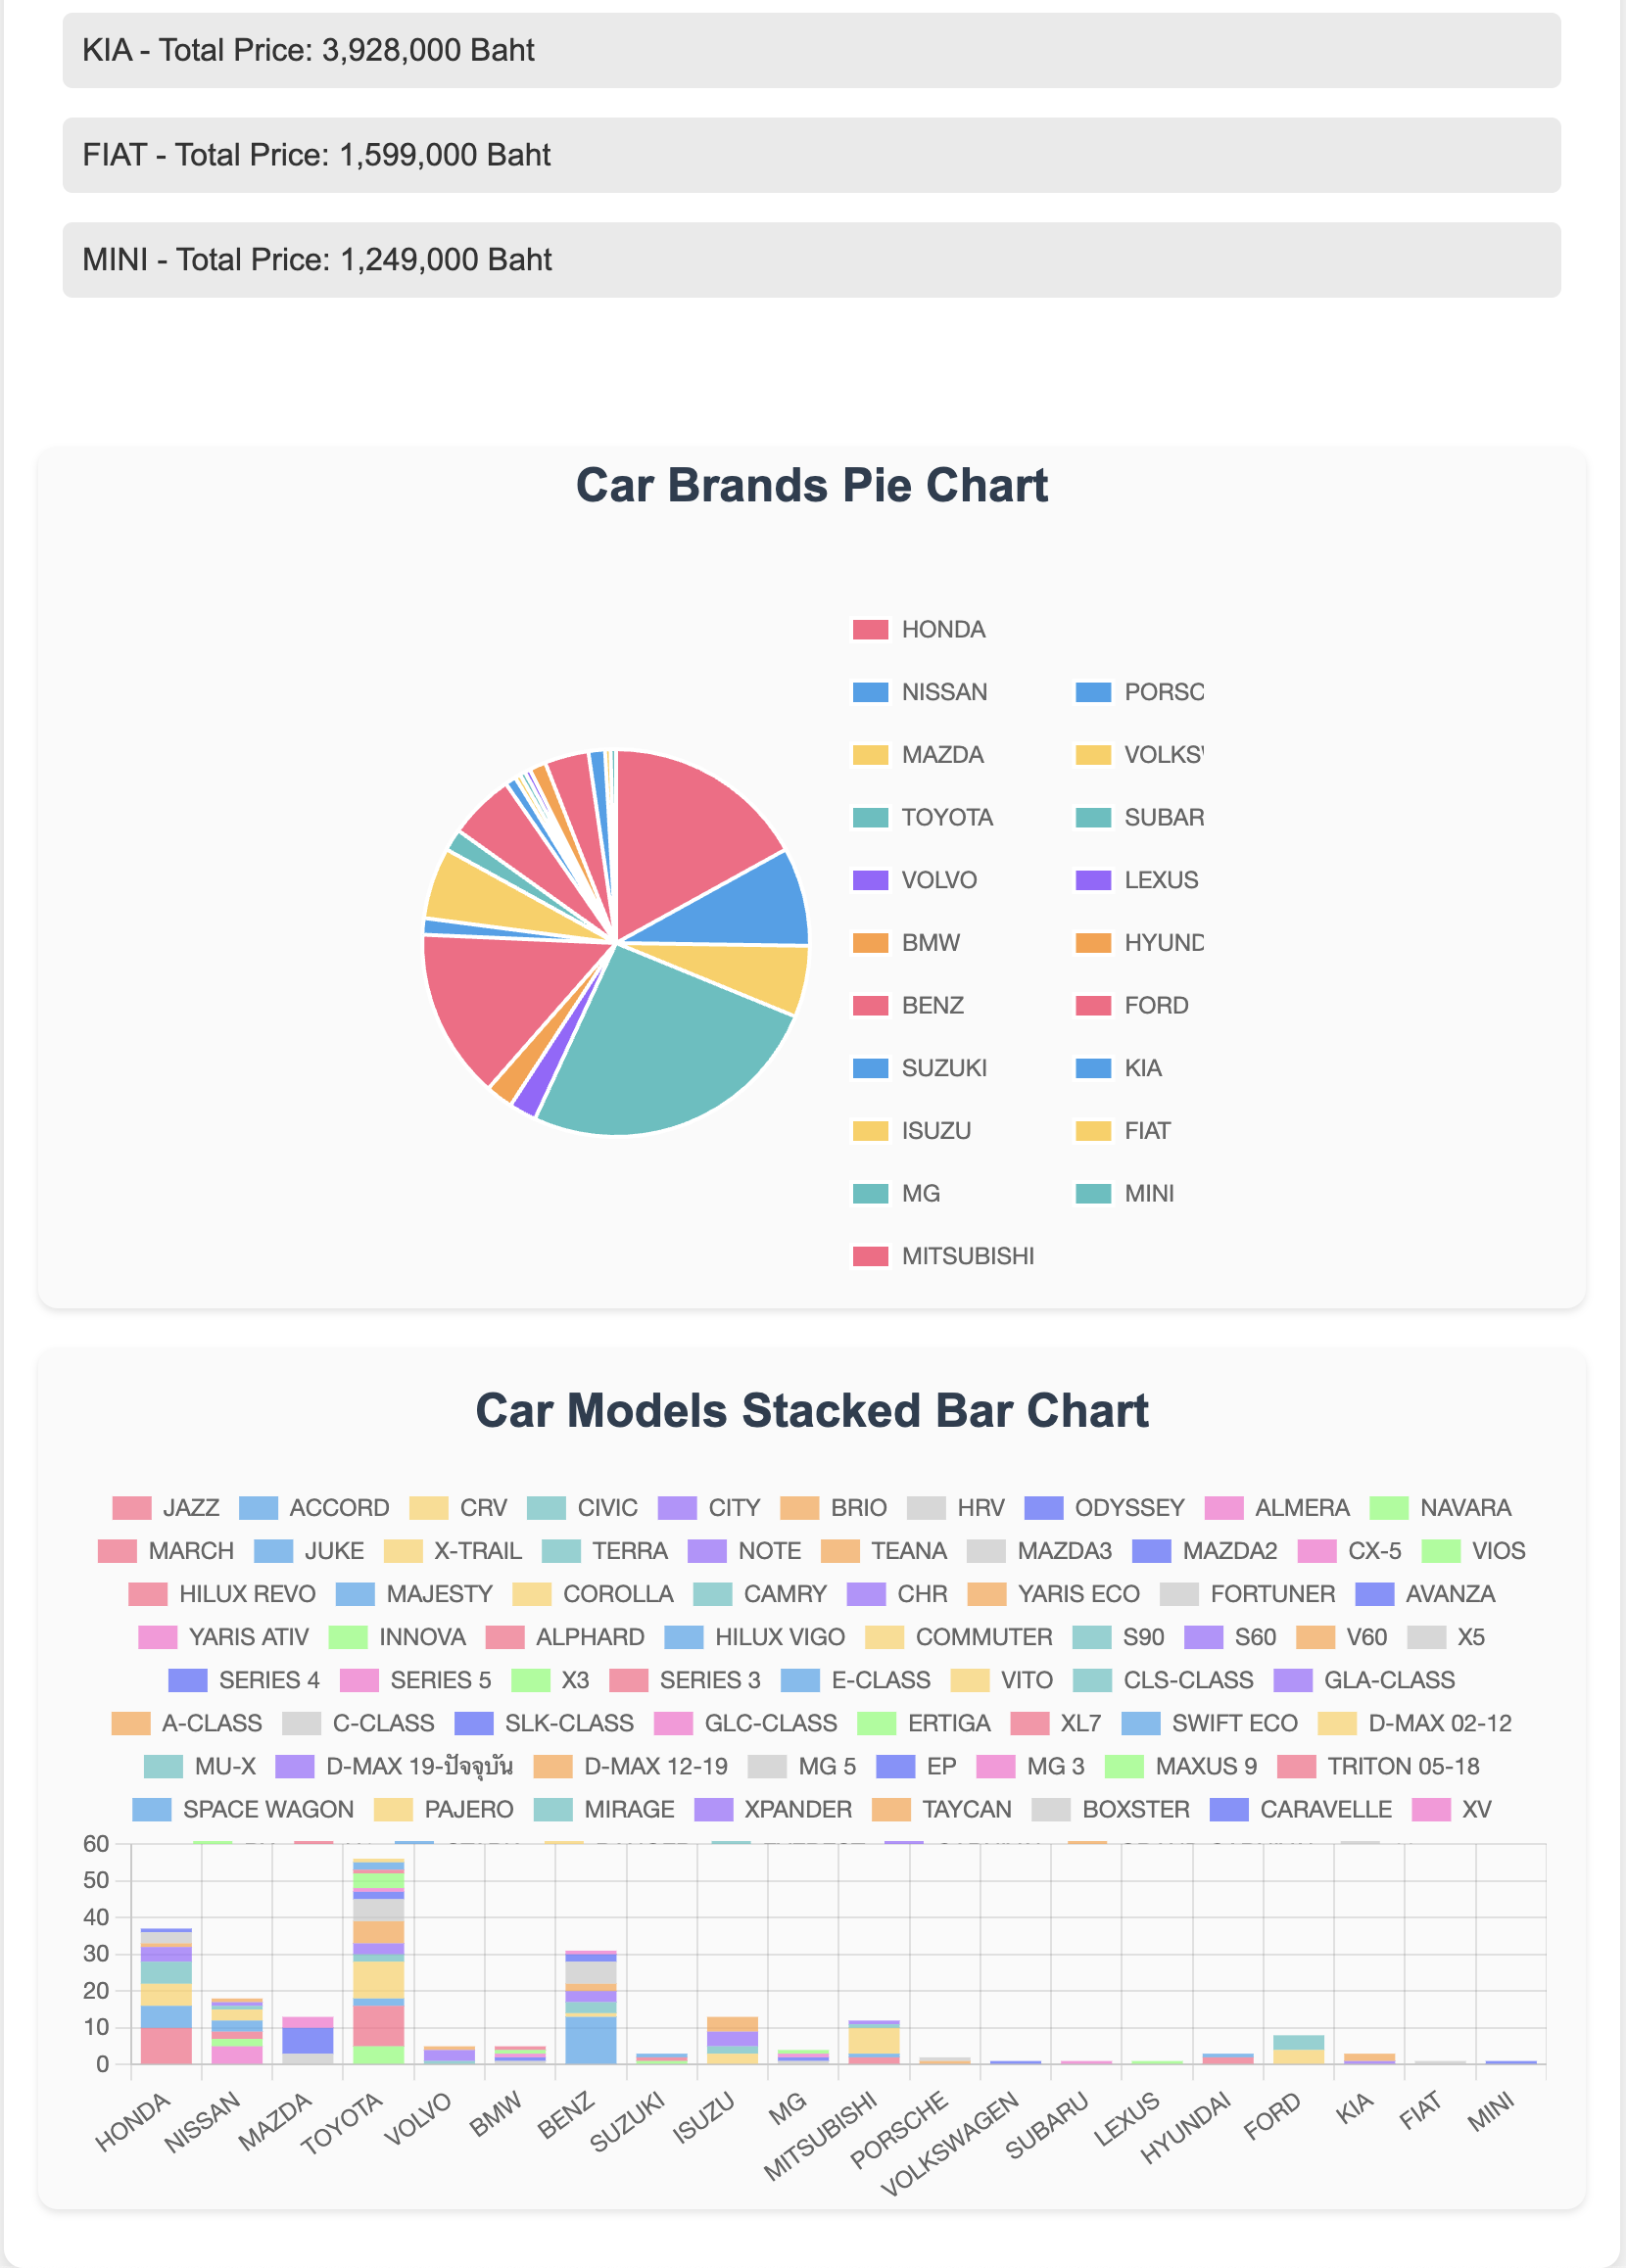 KIA - Total Price: 3,928,000 Baht
FIAT - Total Price: 1,599,000 Baht
MINI - Total Price: 1,249,000 Baht
Car Brands Pie Chart
HONDA
NISSAN PORSC
MAZDA VOLKS
TOYOTA SUBAR
VOLVO LEXUS
BMW HYUND
BENZ FORD
SUZUKI KIA
ISUZU FIAT
MG MINI
MITSUBISHI
Car Models Stacked Bar Chart
JAZZ ACCORD CRV CIVIC CITY BRIO HRV ODYSSEY ALMERA NAVARA
MARCH JUKE X-TRAIL TERRA NOTE TEANA MAZDA3 MAZDA2 CX-5 VIOS
HILUX REVO MAJESTY COROLLA CAMRY CHR YARIS ECO FORTUNER AVANZA
YARIS ATIV INNOVA ALPHARD HILUX VIGO COMMUTER S90 S60 V60 X5
SERIES 4 SERIES 5 X3 SERIES 3 E-CLASS VITO CLS-CLASS GLA-CLASS
A-CLASS C-CLASS SLK-CLASS GLC-CLASS ERTIGA XL7 SWIFT ECO D-MAX 02-12
MU-X D-MAX 19-ปัจจุบัน D-MAX 12-19 MG 5 EP MG 3 MAXUS 9 TRITON 05-18
SPACE WAGON PAJERO MIRAGE XPANDER TAYCAN BOXSTER CARAVELLE XV
60
50
40
30
20
10
0
HONDA NISSAN MAZDA TOYOTA VOLVO BMW BENZ SUZUKI ISUZU MG MITSUBISHI PORSCHE VOLKSWAGEN SUBARU LEXUS HYUNDAI FORD KIA FIAT MINI